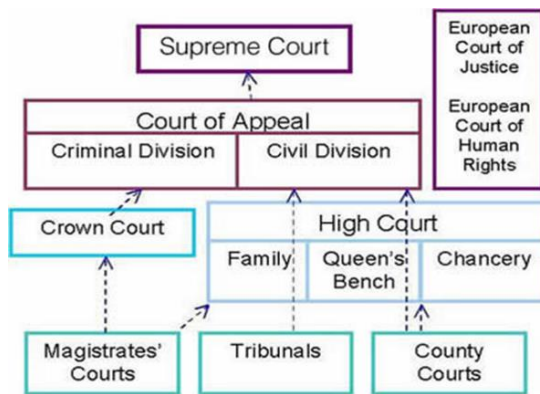 Supreme Court
European
Court of
Justice
European
Court of
Human
Rights
Court of Appeal
Criminal Division
Civil Division
Crown Court
High Court
Family
Queen's
Bench
Chancery
Magistrates'
Courts
Tribunals
County
Courts